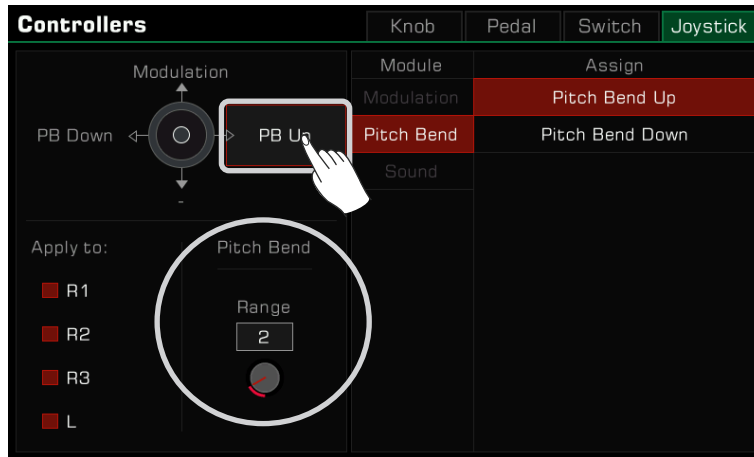 Controllers
Knob
Pedal
Switch
Joystick
Modulation
PB Down
PB Up
-
Module
Assign
Modulation
Pitch Bend Up
Pitch Bend
Pitch Bend Down
Sound
Apply to:
R1
R2
R3
L
Pitch Bend
Range
2